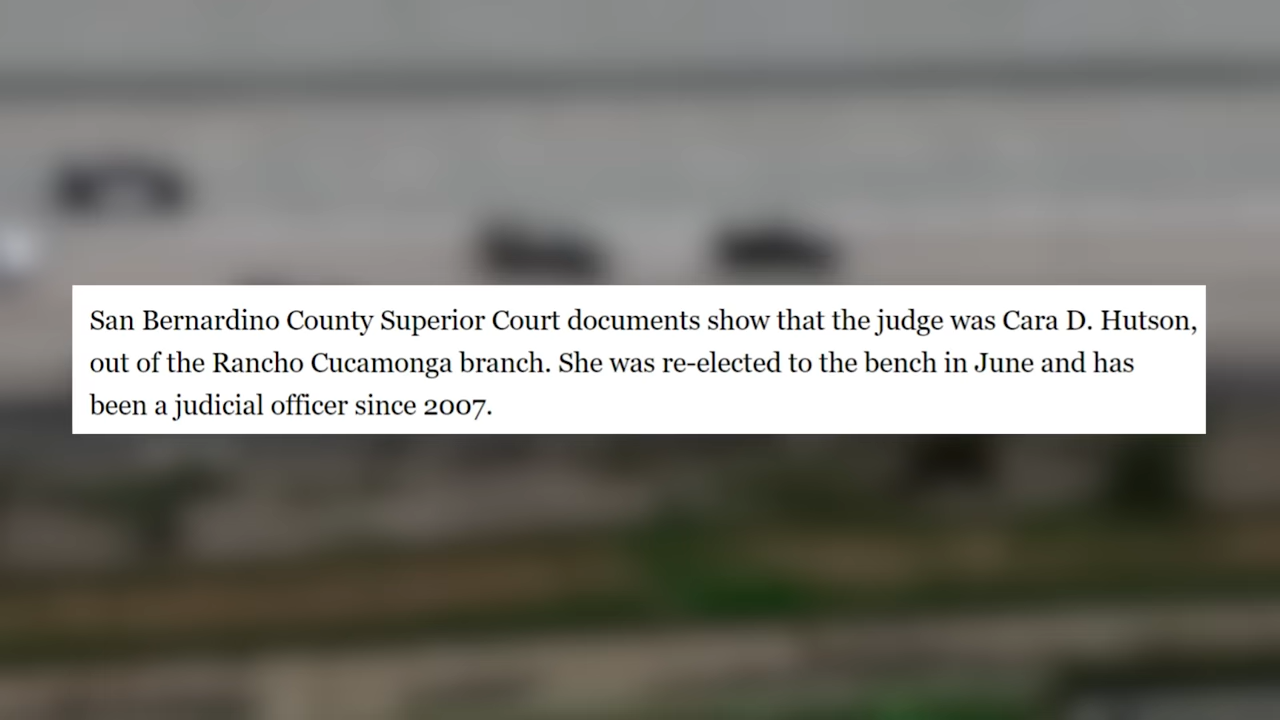 San Bernardino County Superior Court documents show that the judge was Cara D. Hutson,
out of the Rancho Cucamonga branch. She was re-elected to the bench in June and has
been a judicial officer since 2007.